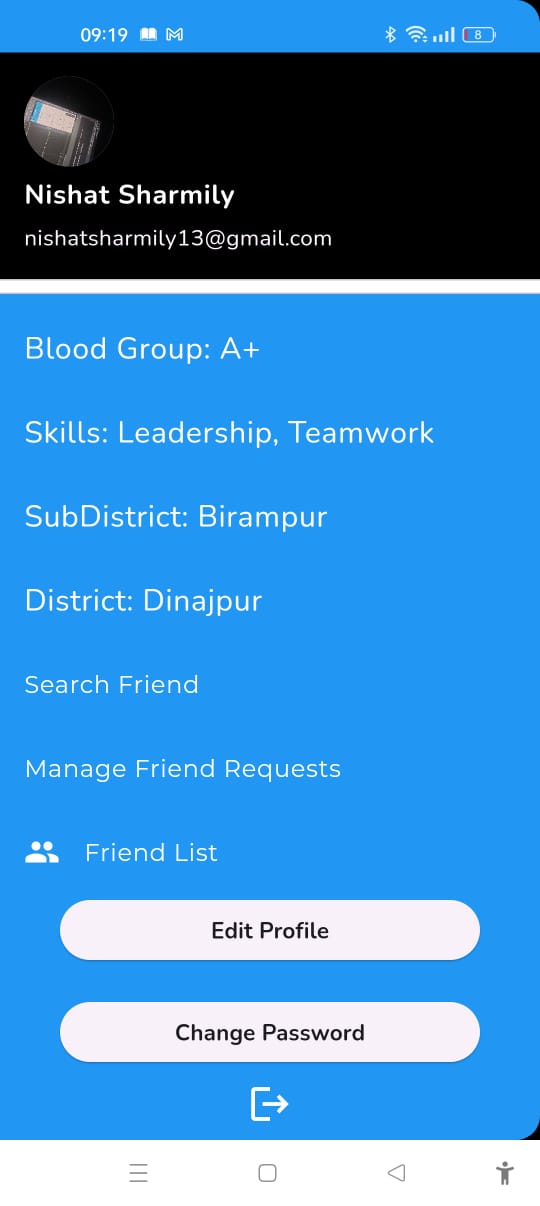 09:19
8
Nishat Sharmily
nishatsharmily13@gmail.com
Blood Group: A+
Skills: Leadership, Teamwork
SubDistrict: Birampur
District: Dinajpur
Search Friend
Manage Friend Requests
Friend List
Edit Profile
Change Password